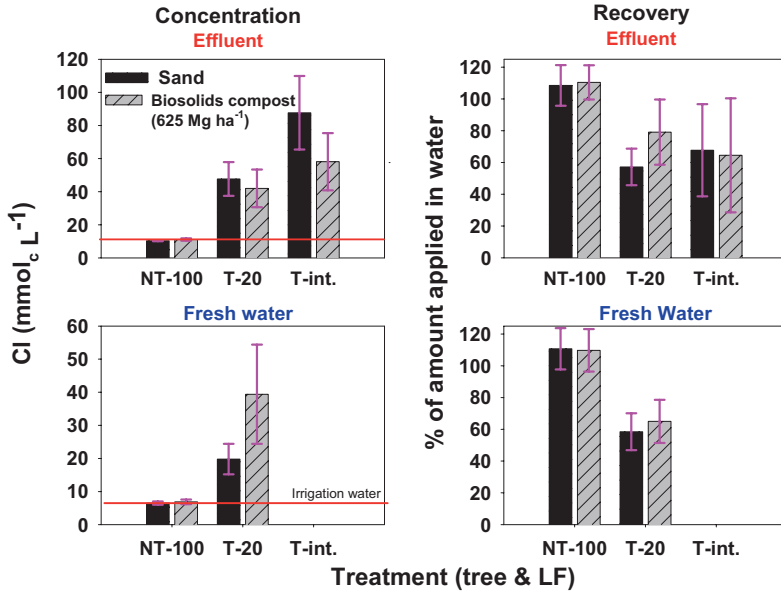 Concentration
Effluent
120
100
80
60
40
20
0
Sand
Biosolids compost
(625 Mg ha⁻¹)
NT-100 T-20 T-int.
Recovery
Effluent
120
100
80
60
40
20
0
NT-100 T-20 T-int.
Cl (mmol_c L⁻¹)
% of amount applied in water
Fresh water
60
50
40
30
20
10
0
Irrigation water
NT-100 T-20 T-int.
Fresh Water
120
100
80
60
40
20
0
NT-100 T-20 T-int.
Treatment (tree & LF)